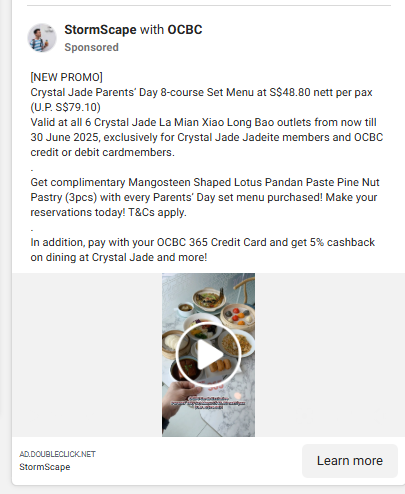 StormScape with OCBC
Sponsored
[NEW PROMO]
Crystal Jade Parents' Day 8-course Set Menu at S$48.80 nett per pax
(U.P. S$79.10)
Valid at all 6 Crystal Jade La Mian Xiao Long Bao outlets from now till
30 June 2025, exclusively for Crystal Jade Jadeite members and OCBC
credit or debit cardmembers.
.
Get complimentary Mangosteen Shaped Lotus Pandan Paste Pine Nut
Pastry (3pcs) with every Parents' Day set menu purchased! Make your
reservations today! T&Cs apply.
.
In addition, pay with your OCBC 365 Credit Card and get 5% cashback
on dining at Crystal Jade and more!
AD.DOUBLECLICK.NET
StormScape
Learn more